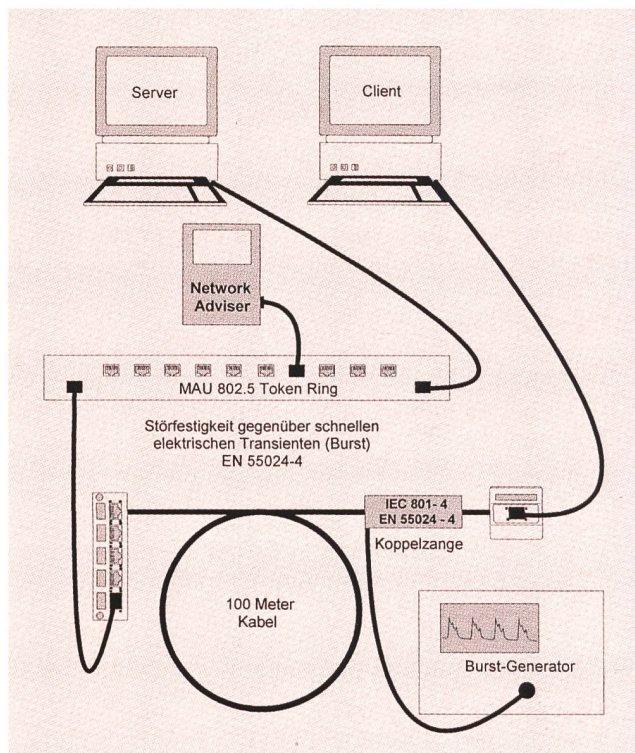 Server
Client
Network
Adviser
MAU 802.5 Token Ring
Störfestigkeit gegenüber schnellen
elektrischen Transienten (Burst)
EN 55024-4
IEC 801- 4
EN 55024 - 4
Koppelzange
100 Meter
Kabel
Burst-Generator